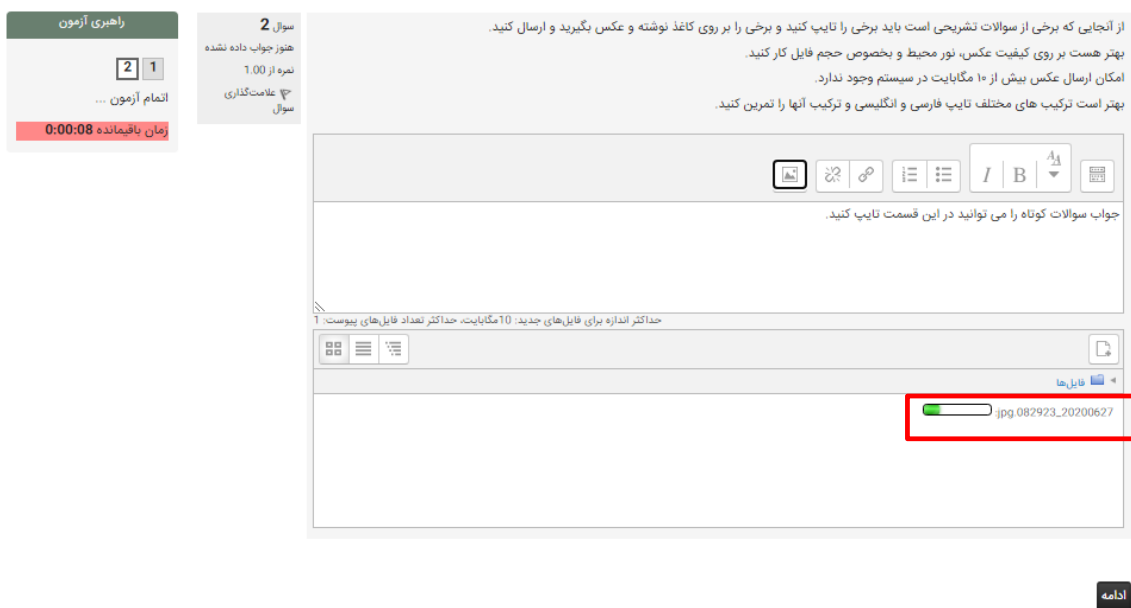 راهبری آزمون
1 2
اتمام آزمون ...
زمان باقیمانده 0:00:08
سوال 2
هنوز جواب داده نشده
نمره از 1.00
علامت‌گذاری
سوال
از آنجایی که برخی از سوالات تشریحی است باید برخی را تایپ کنید و برخی را بر روی کاغذ نوشته و عکس بگیرید و ارسال کنید.
بهتر هست بر روی کیفیت عکس، نور محیط و بخصوص حجم فایل کار کنید.
امکان ارسال عکس بیش از ۱۰ مگابایت در سیستم وجود ندارد.
بهتر است ترکیب های مختلف تایپ فارسی و انگلیسی و ترکیب آنها را تمرین کنید.
I B
جواب سوالات کوتاه را می توانید در این قسمت تایپ کنید.
حداکثر اندازه برای فایل‌های جدید: 10مگابایت، حداکثر تعداد فایل‌های پیوست: 1
فایل‌ها
20200627_082923.jpg:
ادامه